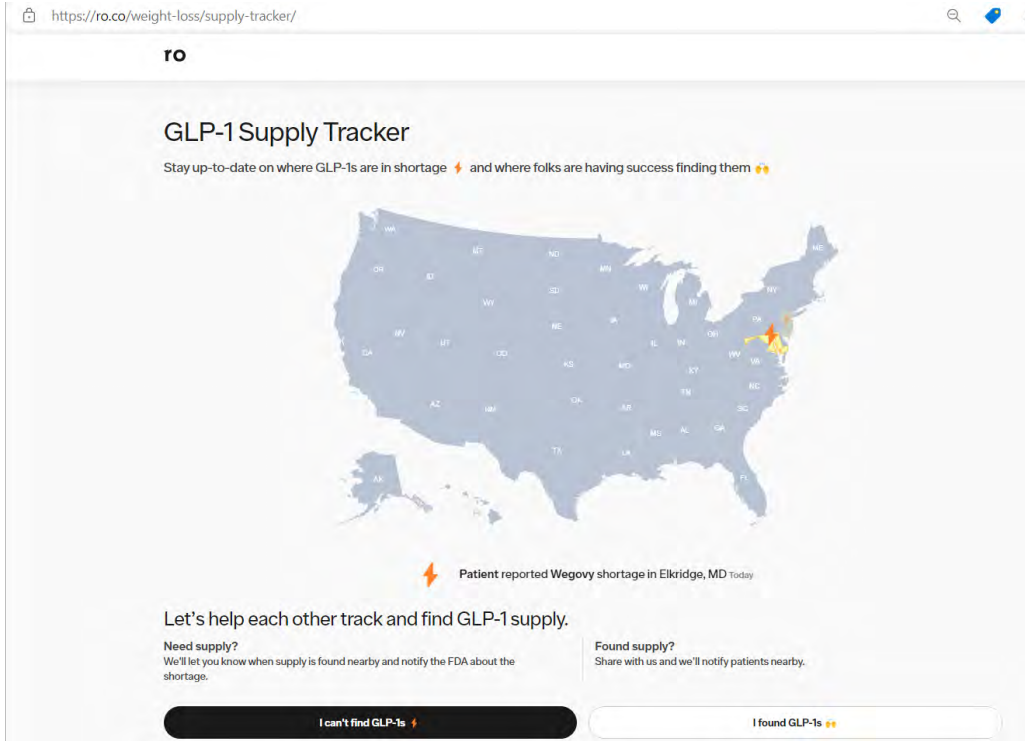 https://ro.co/weight-loss/supply-tracker/
ro
GLP-1 Supply Tracker
Stay up-to-date on where GLP-1s are in shortage ⚡ and where folks are having success finding them 🙌
WA
MT
ND
MN
ME
OR
ID
SD
WI
NY
WY
MI
IA
PA
NE
NV
UT
IL
IN
OH
CA
CO
WV
VA
KS
MO
KY
NC
TN
AZ
NM
OK
AR
SC
MS
AL
GA
TX
LA
AK
FL
HI
⚡ Patient reported Wegovy shortage in Elkridge, MD Today
Let's help each other track and find GLP-1 supply.
Need supply?
We'll let you know when supply is found nearby and notify the FDA about the
shortage.
Found supply?
Share with us and we'll notify patients nearby.
I can't find GLP-1s ⚡
I found GLP-1s 🙌